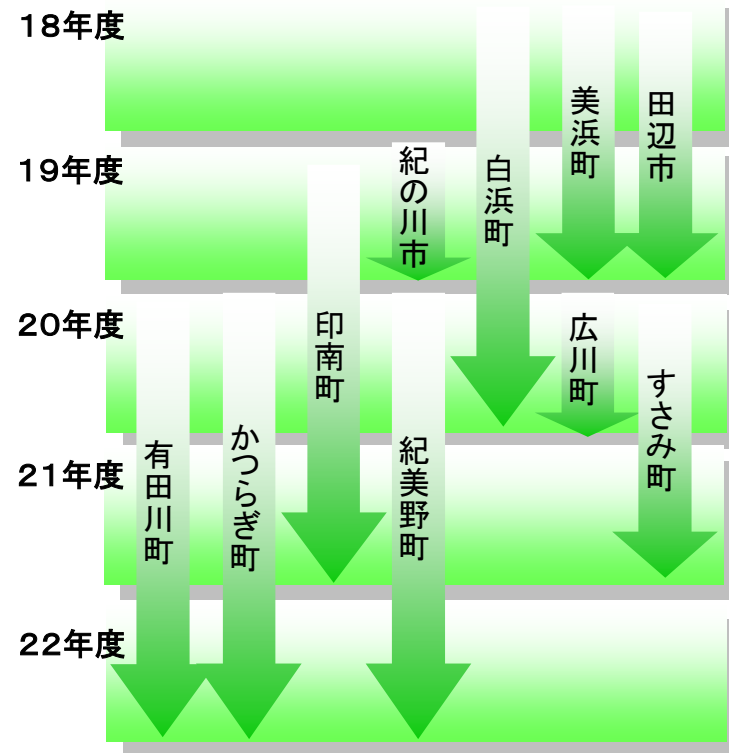 18年度
美浜町
田辺市
19年度
紀の川市
白浜町
20年度
印南町
広川町
すさみ町
21年度
有田川町
かつらぎ町
紀美野町
22年度